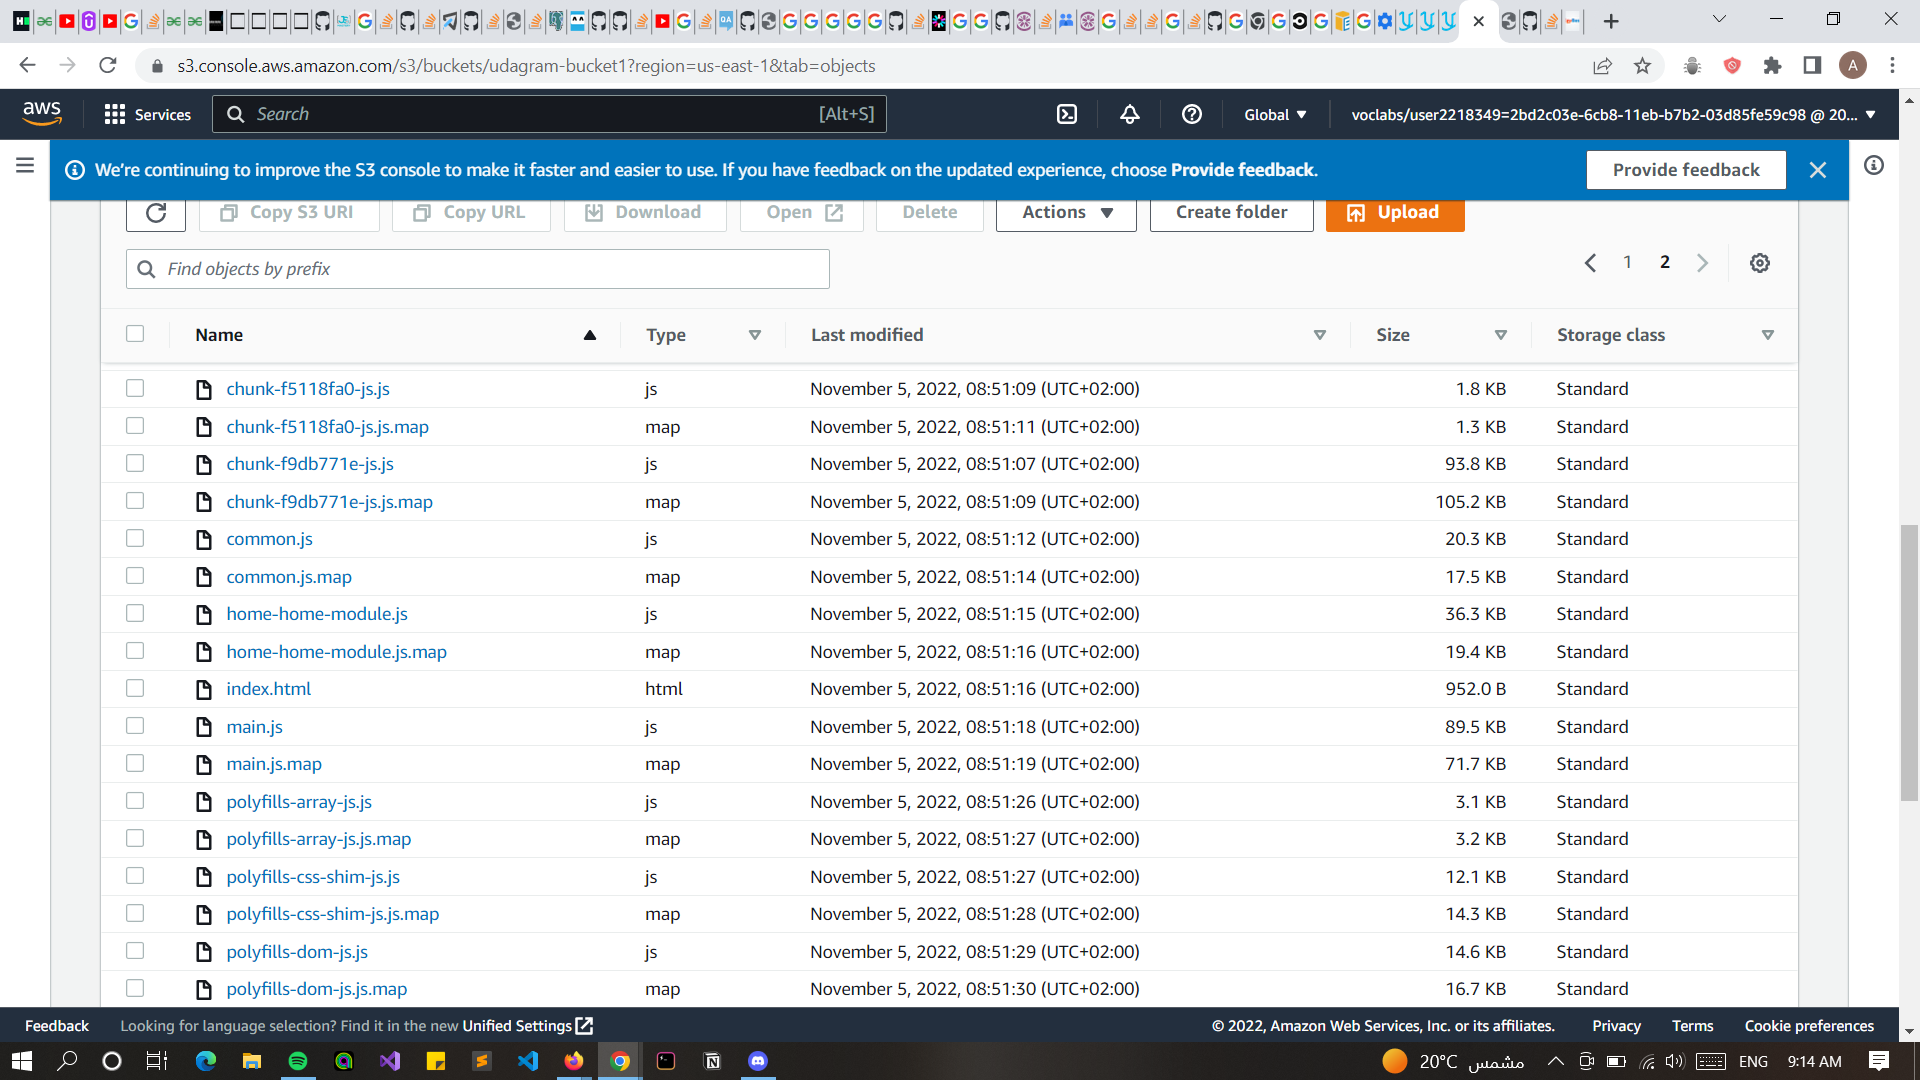 s3.console.aws.amazon.com/s3/buckets/udagram-bucket1?region=us-east-1&tab=objects
A
aws
Services
Search
[Alt+S]
Global
voclabs/user2218349=2bd2c03e-6cb8-11eb-b7b2-03d85fe59c98 @ 20...
We're continuing to improve the S3 console to make it faster and easier to use. If you have feedback on the updated experience, choose Provide feedback.
Provide feedback
Copy S3 URI
Copy URL
Download
Open
Delete
Actions
Create folder
Upload
Find objects by prefix
1
2
Name Type Last modified Size Storage class
chunk-f5118fa0-js.js js November 5, 2022, 08:51:09 (UTC+02:00) 1.8 KB Standard
chunk-f5118fa0-js.js.map map November 5, 2022, 08:51:11 (UTC+02:00) 1.3 KB Standard
chunk-f9db771e-js.js js November 5, 2022, 08:51:07 (UTC+02:00) 93.8 KB Standard
chunk-f9db771e-js.js.map map November 5, 2022, 08:51:09 (UTC+02:00) 105.2 KB Standard
common.js js November 5, 2022, 08:51:12 (UTC+02:00) 20.3 KB Standard
common.js.map map November 5, 2022, 08:51:14 (UTC+02:00) 17.5 KB Standard
home-home-module.js js November 5, 2022, 08:51:15 (UTC+02:00) 36.3 KB Standard
home-home-module.js.map map November 5, 2022, 08:51:16 (UTC+02:00) 19.4 KB Standard
index.html html November 5, 2022, 08:51:16 (UTC+02:00) 952.0 B Standard
main.js js November 5, 2022, 08:51:18 (UTC+02:00) 89.5 KB Standard
main.js.map map November 5, 2022, 08:51:19 (UTC+02:00) 71.7 KB Standard
polyfills-array-js.js js November 5, 2022, 08:51:26 (UTC+02:00) 3.1 KB Standard
polyfills-array-js.js.map map November 5, 2022, 08:51:27 (UTC+02:00) 3.2 KB Standard
polyfills-css-shim-js.js js November 5, 2022, 08:51:27 (UTC+02:00) 12.1 KB Standard
polyfills-css-shim-js.js.map map November 5, 2022, 08:51:28 (UTC+02:00) 14.3 KB Standard
polyfills-dom-js.js js November 5, 2022, 08:51:29 (UTC+02:00) 14.6 KB Standard
polyfills-dom-js.js.map map November 5, 2022, 08:51:30 (UTC+02:00) 16.7 KB Standard
Feedback
Looking for language selection? Find it in the new Unified Settings
© 2022, Amazon Web Services, Inc. or its affiliates.
Privacy
Terms
Cookie preferences
20°C مشمس
ENG
9:14 AM